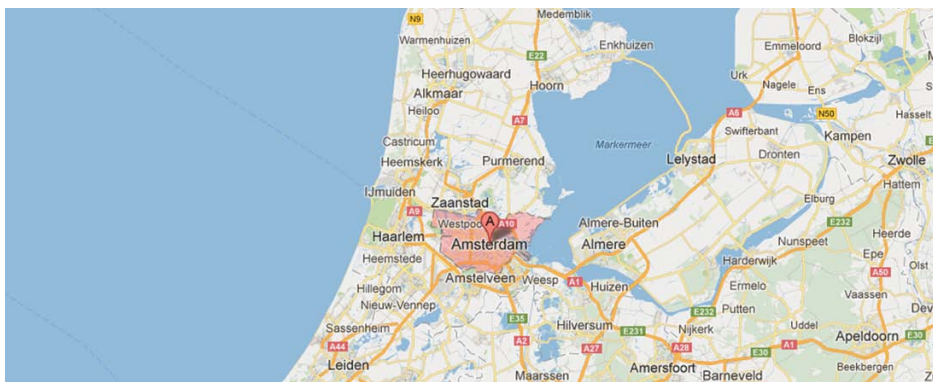 N9
Medemblik
Warmenhuizen
Enkhuizen
Emmeloord
Blokzijl
E22
Heerhugowaard
Urk
Nagele
Ens
Alkmaar
Hoorn
Heiloo
A7
A6
N50
Hasselt
Castricum
Markermeer
Swifterbant
Kampen
Heemskerk
Purmerend
Lelystad
Dronten
Zwolle
IJmuiden
Hattem
Zaanstad
Elburg
A9
Westpoo
A
A10
Almere-Buiten
E232
Haarlem
Amsterdam
Almere
Nunspeet
Heerde
Heemstede
Harderwijk
Epe
Amstelveen
Weesp
A1
A50
Olst
Hillegom
Huizen
Ermelo
Nieuw-Vennep
Putten
Vaassen
E35
E232
Dev
Sassenheim
Hilversum
E231
Nijkerk
Uddel
Apeldoorn
E30
A44
A2
A27
A28
A1
Leiden
E30
Maarssen
Amersfoort
Barneveld
Beekbergen